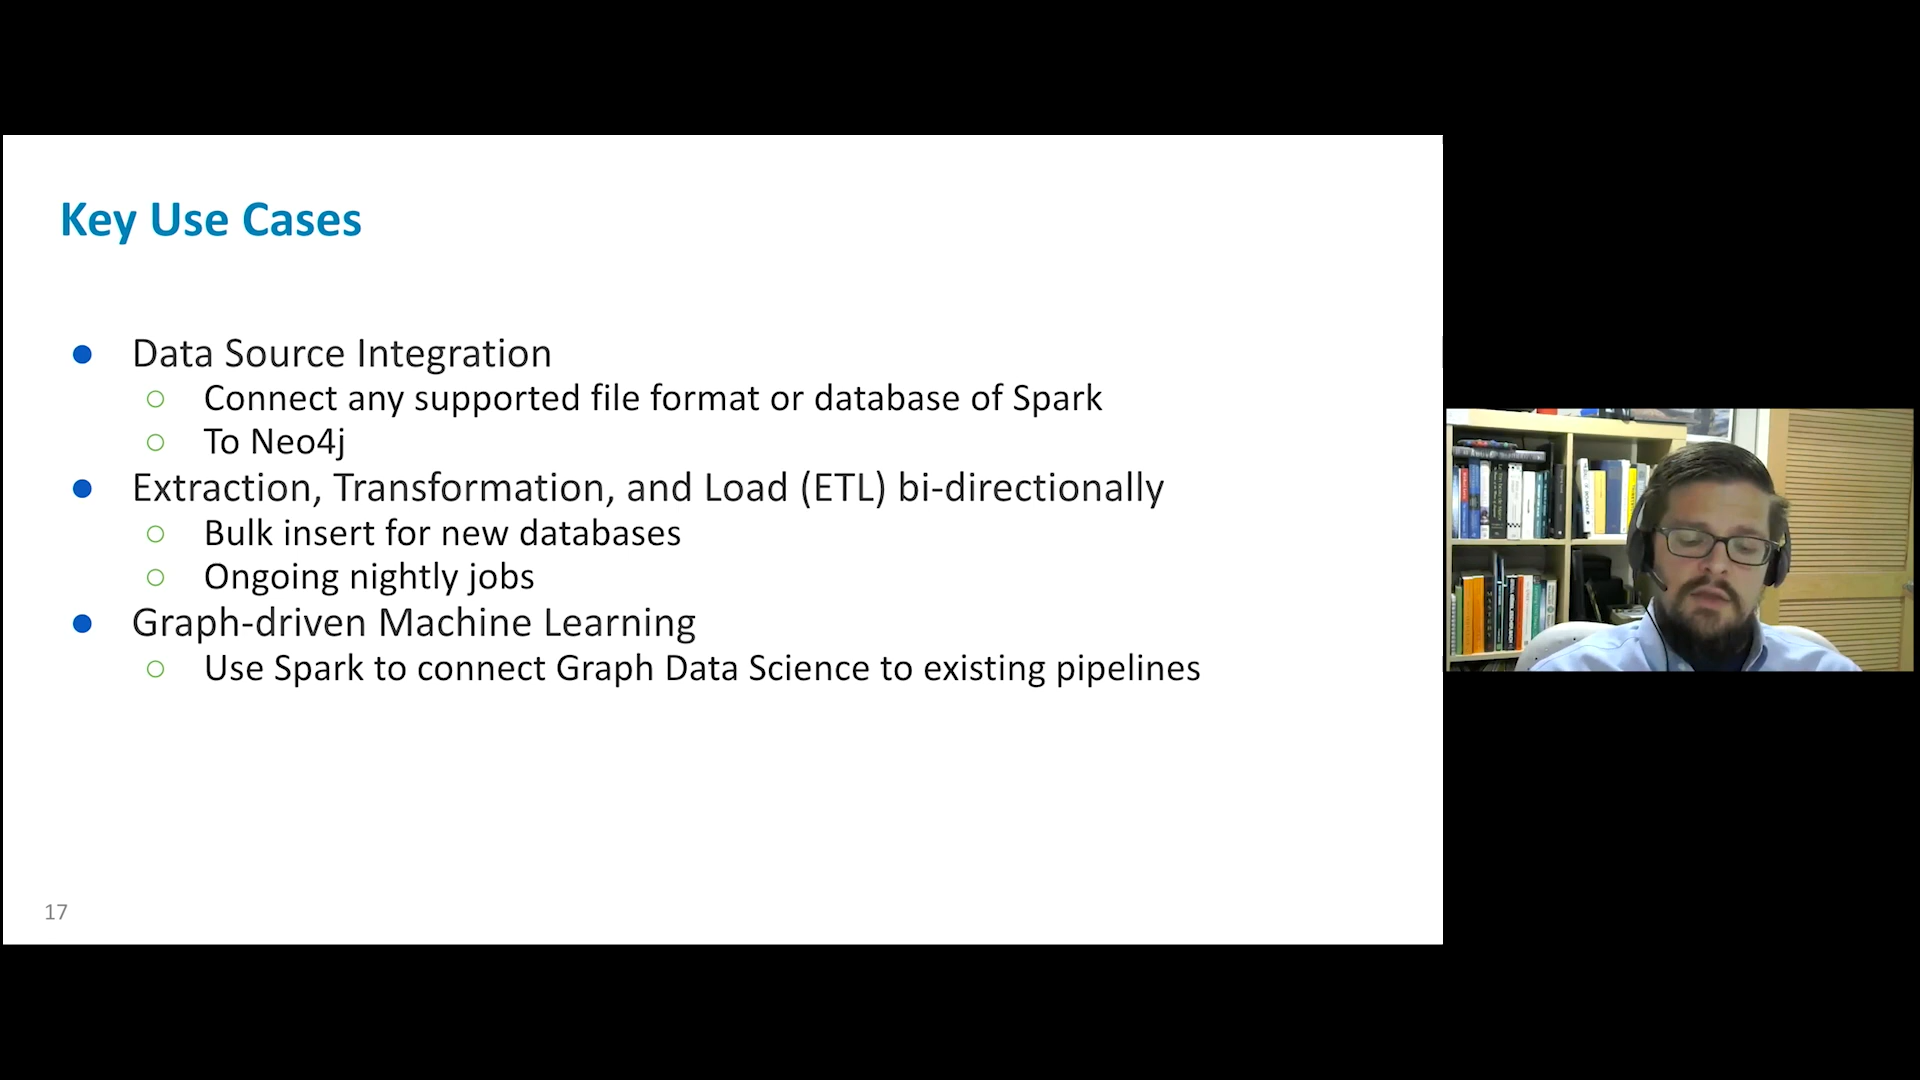 Key Use Cases
● Data Source Integration
○ Connect any supported file format or database of Spark
○ To Neo4j
● Extraction, Transformation, and Load (ETL) bi-directionally
○ Bulk insert for new databases
○ Ongoing nightly jobs
● Graph-driven Machine Learning
○ Use Spark to connect Graph Data Science to existing pipelines
17